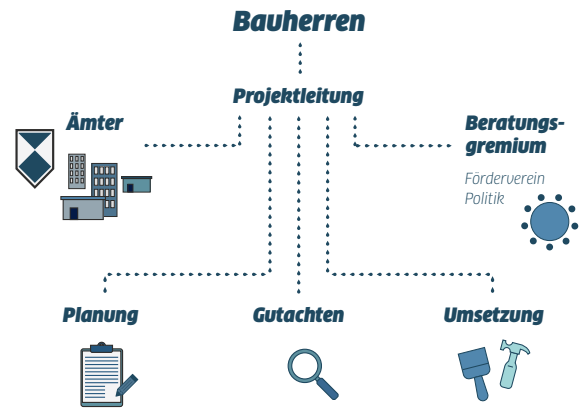 Bauherren
Projektleitung
Ämter
Beratungs-
gremium
Förderverein
Politik
Planung
Gutachten
Umsetzung